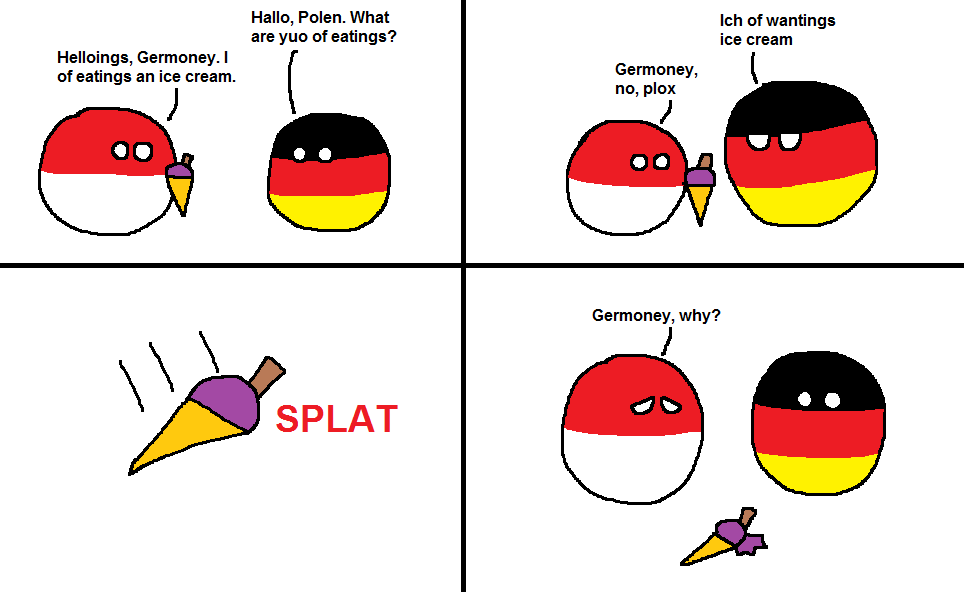 Helloings, Germoney. I
of eatings an ice cream.
Hallo, Polen. What
are yuo of eatings?
Germoney,
no, plox
Ich of wantings
ice cream
SPLAT
Germoney, why?